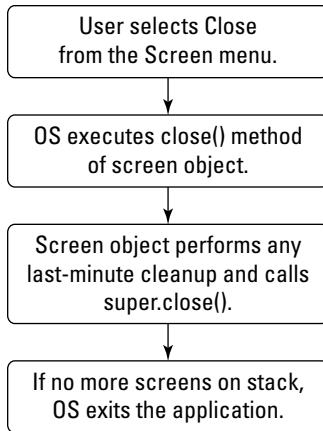 User selects Close
from the Screen menu.
OS executes close() method
of screen object.
Screen object performs any
last-minute cleanup and calls
super.close().
If no more screens on stack,
OS exits the application.